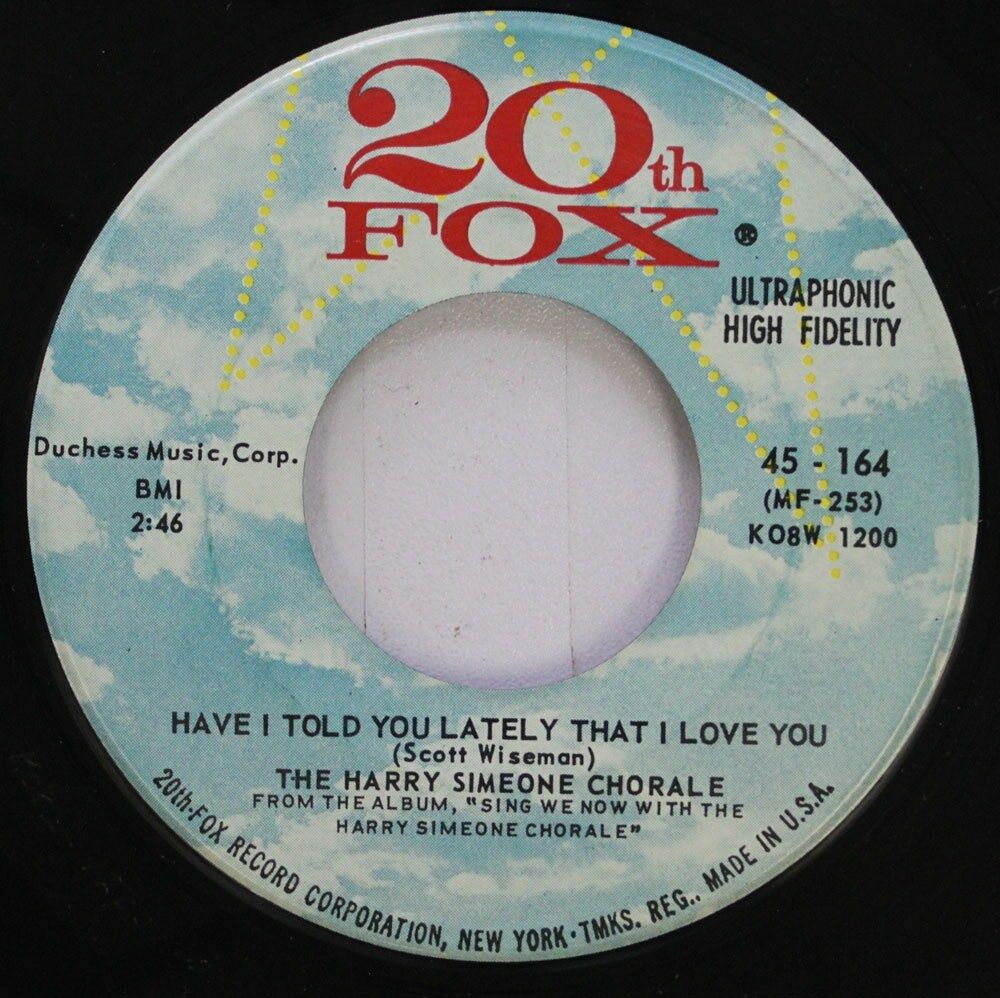 20th
FOX ®
ULTRAPHONIC
HIGH FIDELITY
Duchess Music, Corp.
BMI
2:46
45 - 164
(MF-253)
KO8W 1200
HAVE I TOLD YOU LATELY THAT I LOVE YOU
(Scott Wiseman)
THE HARRY SIMEONE CHORALE
FROM THE ALBUM, "SING WE NOW WITH THE
HARRY SIMEONE CHORALE"
20th-FOX RECORD CORPORATION, NEW YORK · TMKS. REG., MADE IN U.S.A.